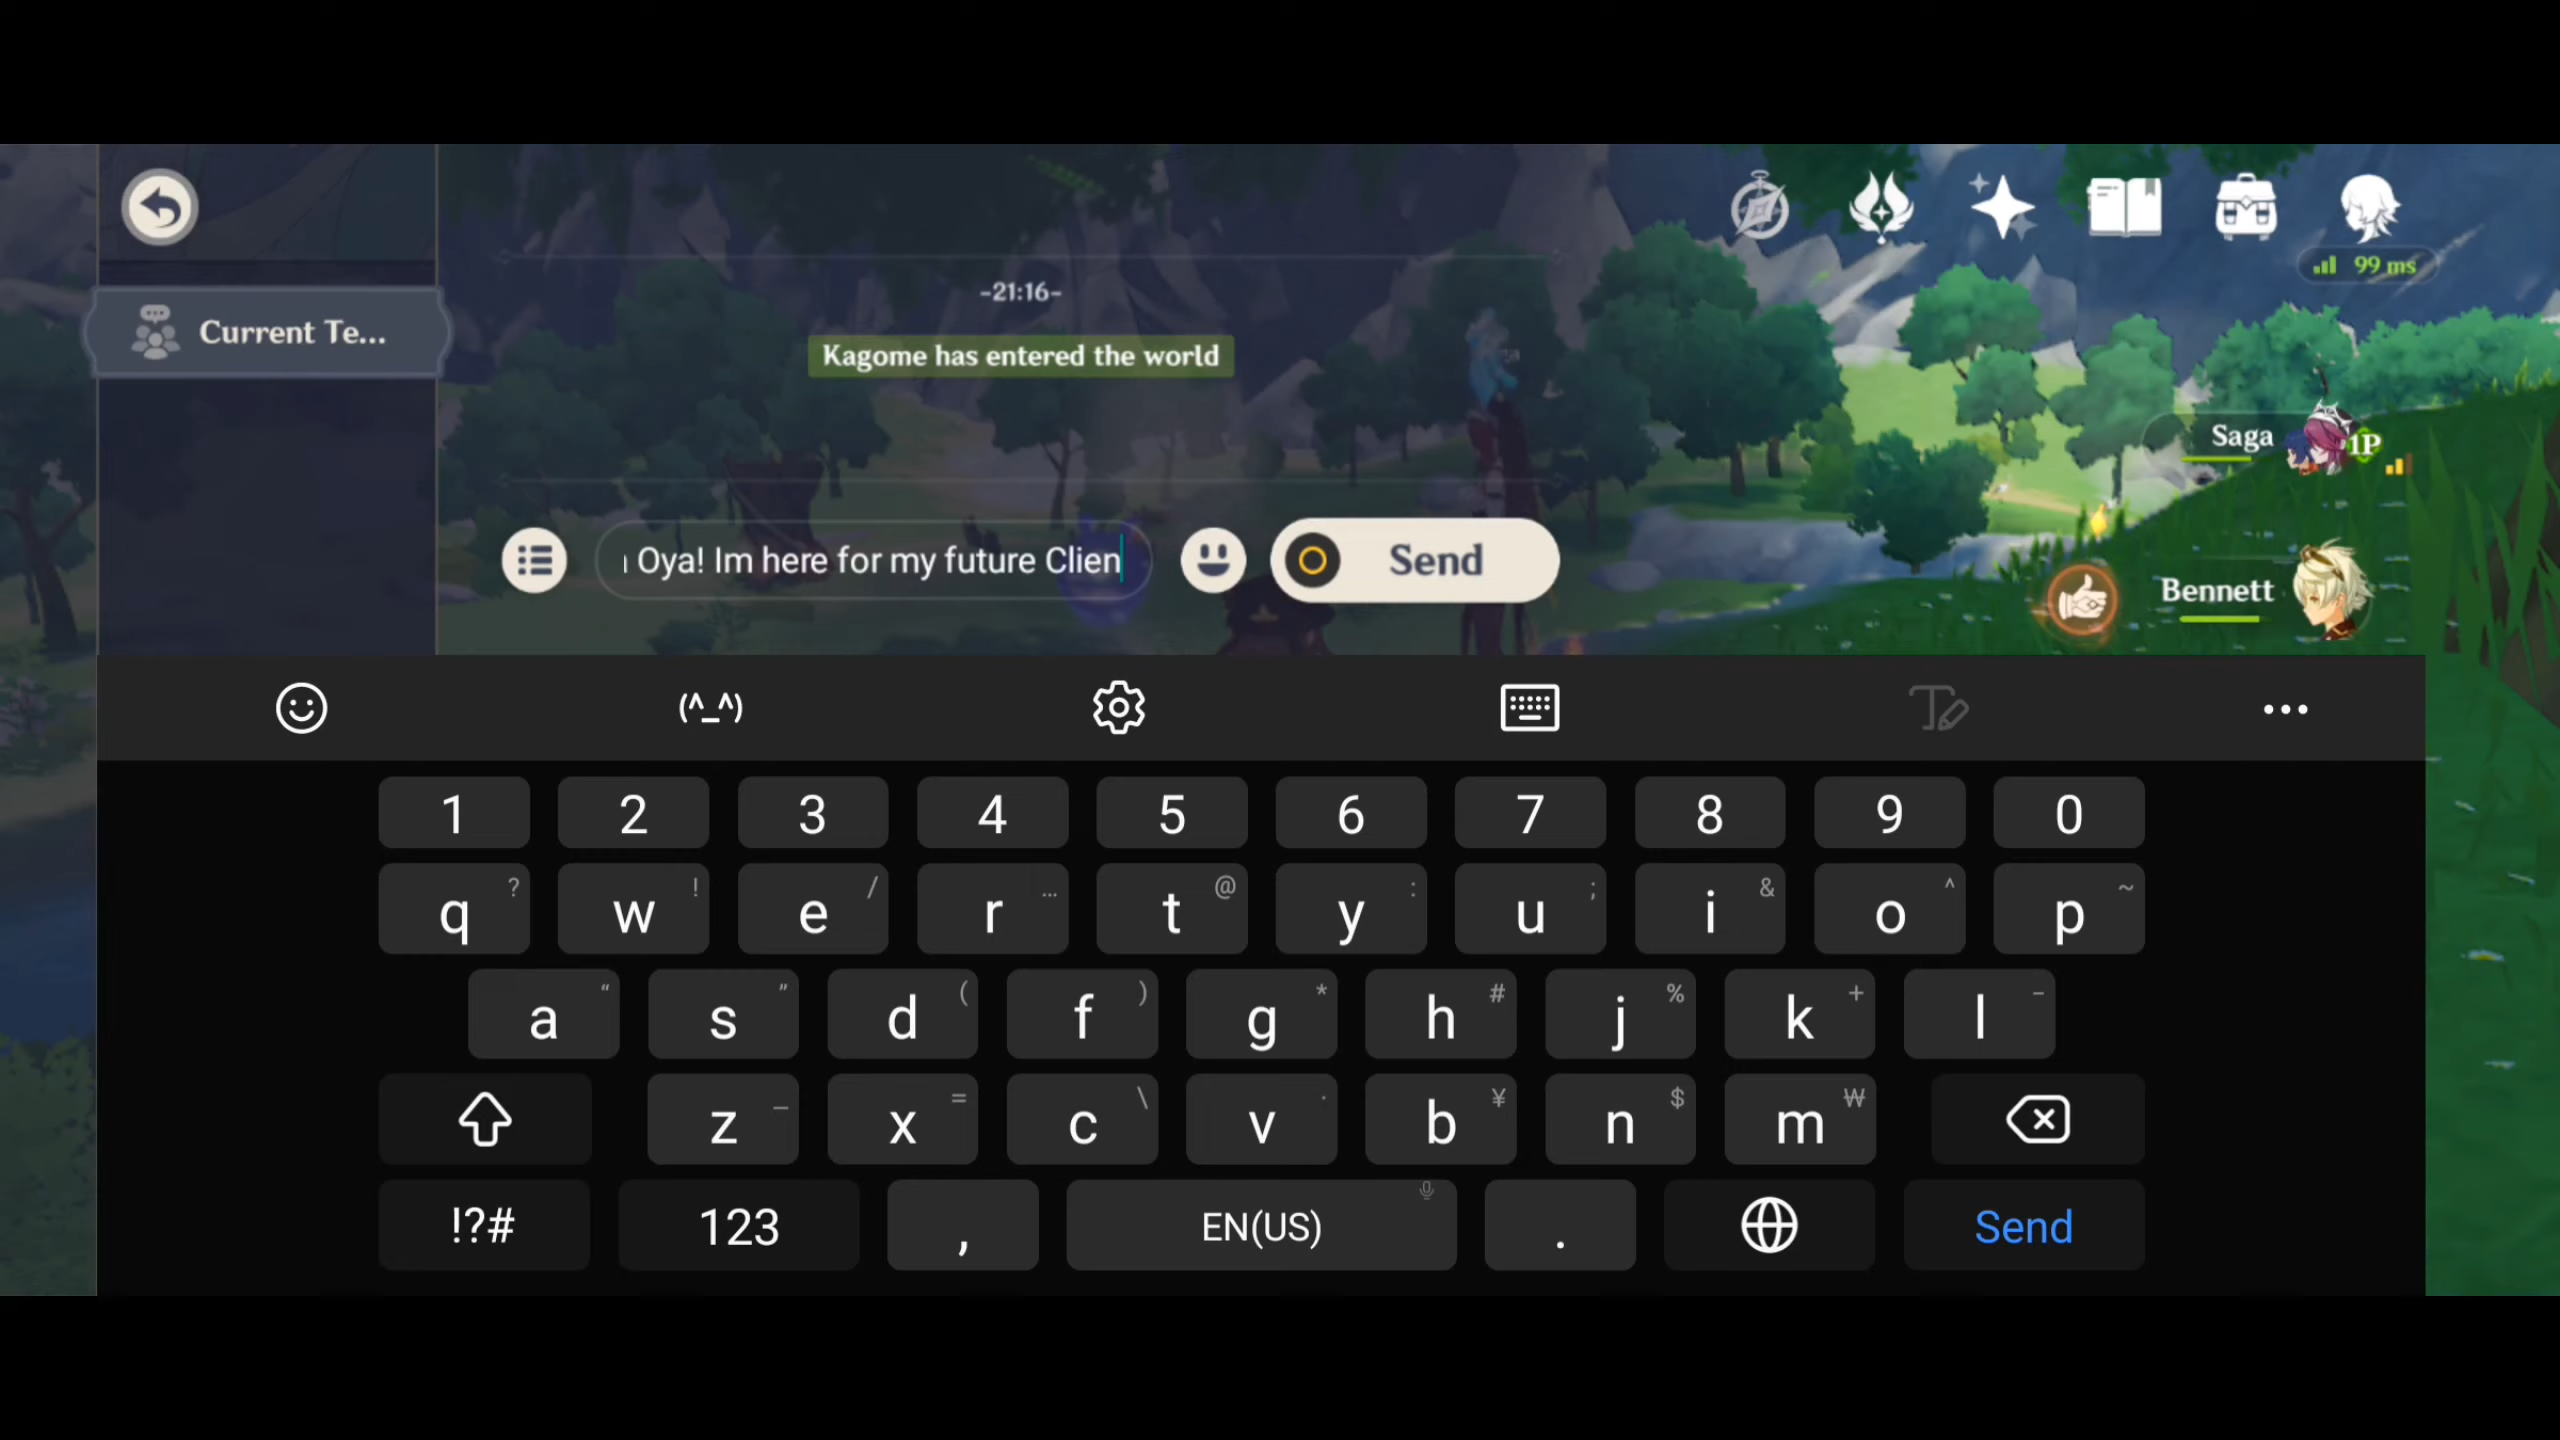 99 ms
Current Te...
-21:16-
Kagome has entered the world
Saga
1P
Oya! Im here for my future Clien
Send
Bennett
(^_^)
1 2 3 4 5 6 7 8 9 0
q ? w ! e / r ... t @ y : u ; i & o ^ p ~
a “ s ” d ( f ) g * h # j % k + l -
z _ x = c \ v · b ¥ n $ m ₩
!?# 123 , EN(US) . Send